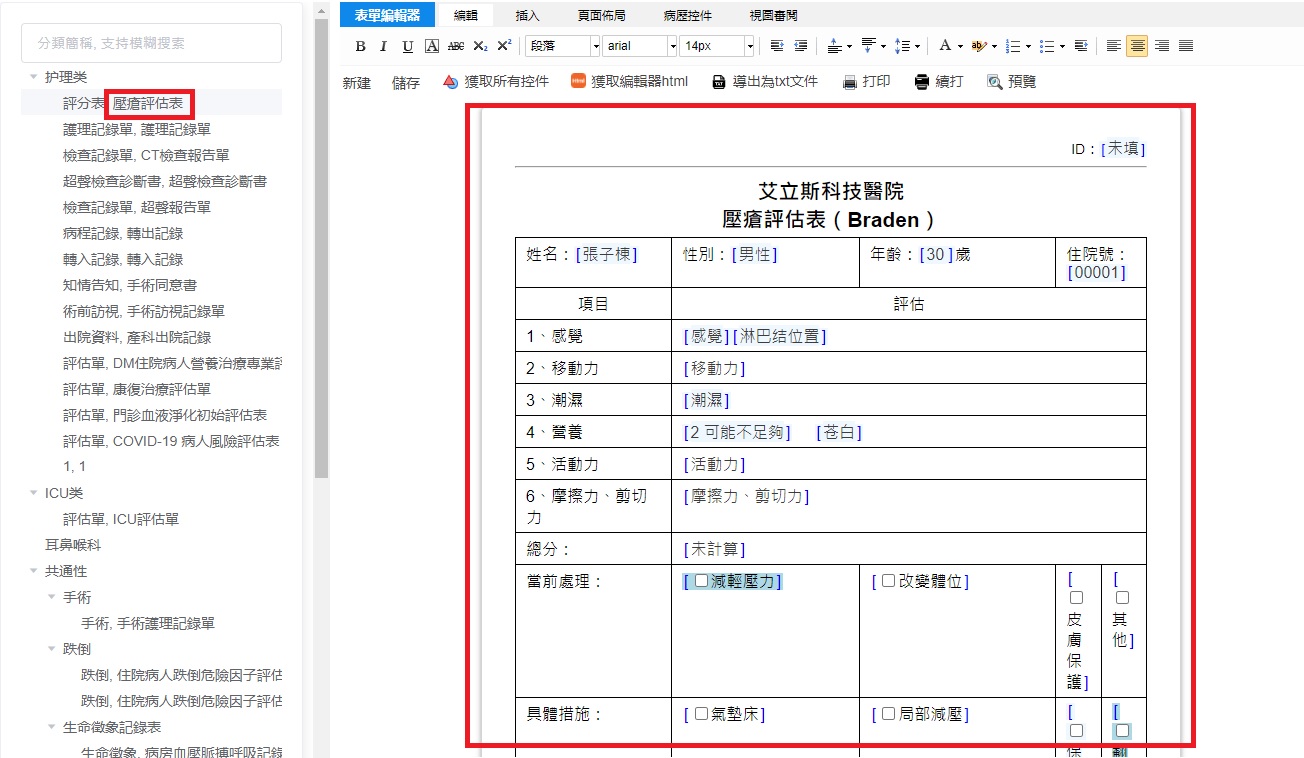 分類簡稱, 支持模糊搜索
护理类
評分表, 壓瘡評估表
護理記錄單, 護理記錄單
檢查記錄單, CT檢查報告單
超聲檢查診斷書, 超聲檢查診斷書
檢查記錄單, 超聲報告單
病程記錄, 轉出記錄
轉入記錄, 轉入記錄
知情告知, 手術同意書
術前訪視, 手術訪視記錄單
出院資料, 產科出院記錄
評估單, DM住院病人營養治療專業評
評估單, 康復治療評估單
評估單, 門診血液淨化初始評估表
評估單, COVID-19 病人風險評估表
1, 1
ICU类
評估單, ICU評估單
耳鼻喉科
共通性
手術
手術, 手術護理記錄單
跌倒
跌倒, 住院病人跌倒危險因子評估
跌倒, 住院病人跌倒危險因子評估
生命徵象記錄表
生命徵象, 病房血壓脈搏呼吸記錄
表單編輯器 編輯 插入 頁面佈局 病歷控件 視圖審閱
B I U A ABC X₂ X² 段落 arial 14px A ab
新建 儲存 獲取所有控件 獲取編輯器html 導出為txt文件 打印 續打 預覽
ID：[未填]
艾立斯科技醫院
壓瘡評估表（Braden）
姓名：[張子棟] 性別：[男性] 年齡：[30]歲 住院號：
[00001]
項目 評估
1、感覺 [感覺][淋巴结位置]
2、移動力 [移動力]
3、潮濕 [潮濕]
4、營養 [2 可能不足夠] [苍白]
5、活動力 [活動力]
6、摩擦力、剪切
力 [摩擦力、剪切力]
總分： [未計算]
當前處理： [減輕壓力] [改變體位] [皮膚保護] [其他]
具體措施： [氣墊床] [局部減壓] [保 [翻